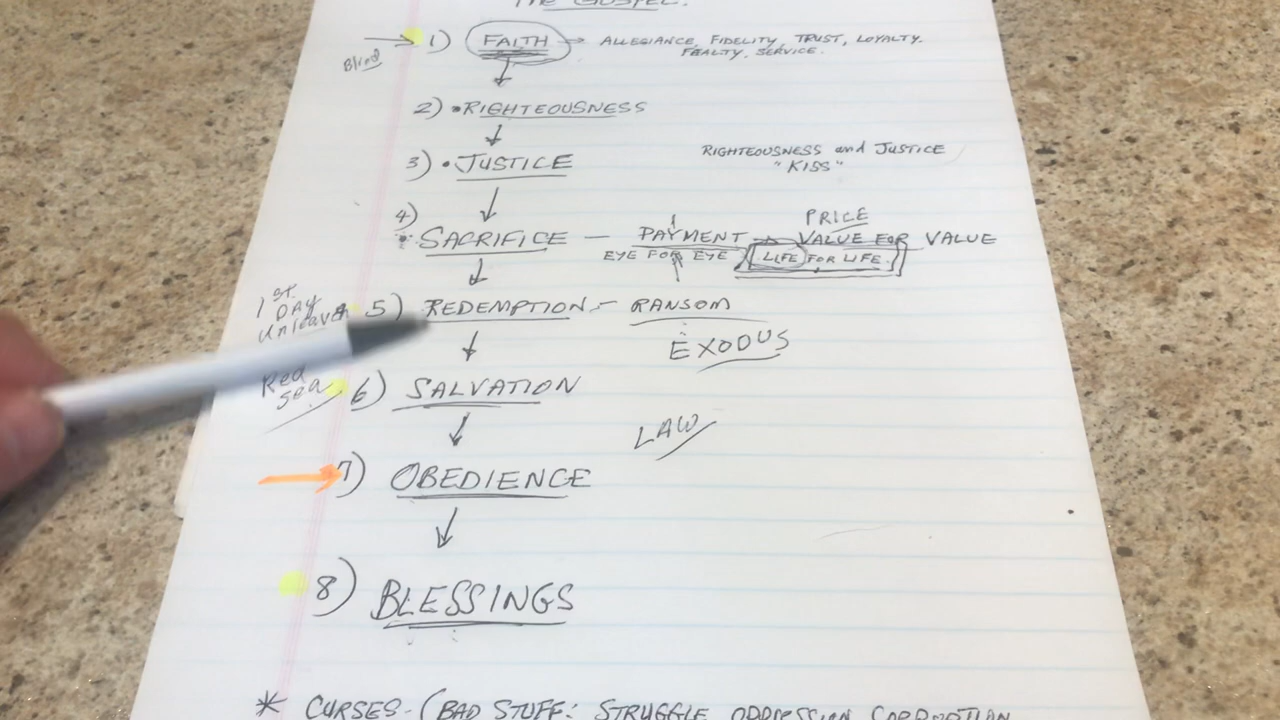 THE GOSPEL.
1) FAITH → ALLEGIANCE, FIDELITY, TRUST, LOYALTY.
FEALTY, SERVICE.
Blind
2) • RIGHTEOUSNESS
3) • JUSTICE
RIGHTEOUSNESS and JUSTICE
"KISS"
4)
SACRIFICE — PAYMENT → VALUE FOR VALUE
PRICE
EYE FOR EYE LIFE FOR LIFE.
1ST. DAY
5) REDEMPTION - RANSOM
EXODUS
Red Sea
6) SALVATION
LAW
7) OBEDIENCE
8) BLESSINGS
* CURSES - (BAD STUFF: STRUGGLE OPPRESSION CORRUPTION